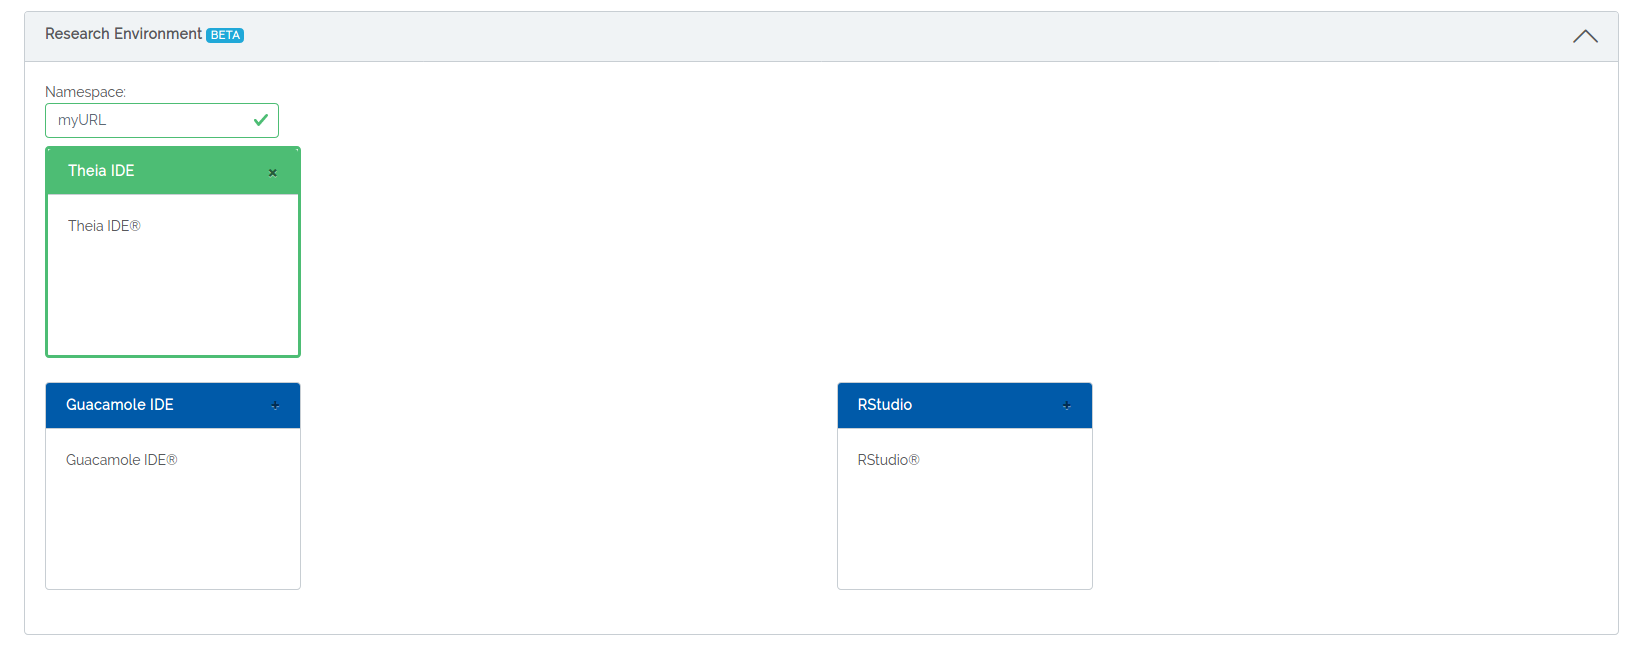 Research Environment BETA
Namespace:
myURL
Theia IDE ×
Theia IDE®
Guacamole IDE +
Guacamole IDE®
RStudio +
RStudio®